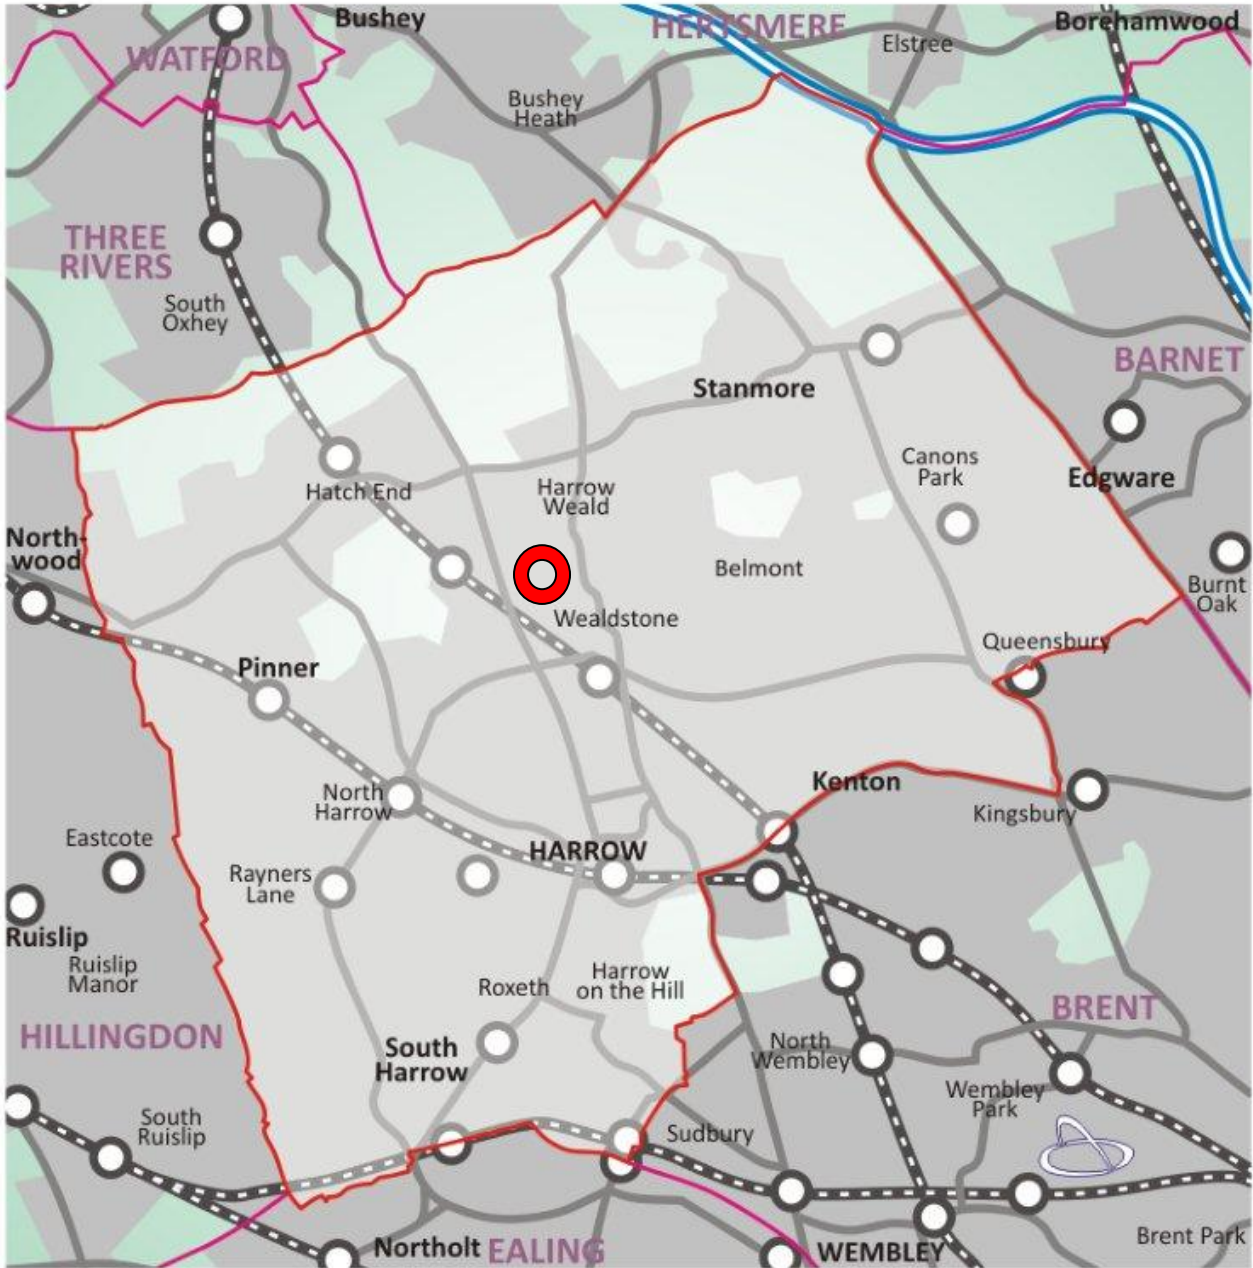 Bushey
HERTSMERE
Borehamwood
WATFORD
Elstree
Bushey
Heath
THREE
RIVERS
South
Oxhey
BARNET
Stanmore
Canons
Park
Edgware
Hatch End
Harrow
Weald
North-
wood
Belmont
Burnt
Oak
Wealdstone
Queensbury
Pinner
Kenton
North
Harrow
Kingsbury
Eastcote
HARROW
Rayners
Lane
Ruislip
Ruislip
Manor
Harrow
on the Hill
Roxeth
HILLINGDON
BRENT
South
Harrow
North
Wembley
Wembley
Park
South
Ruislip
Sudbury
Northolt
EALING
WEMBLEY
Brent Park